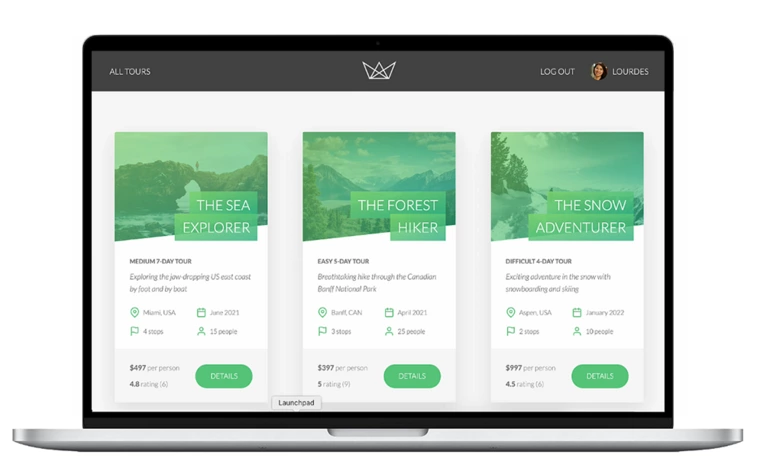 ALL TOURS
LOG OUT
LOURDES
THE SEA
EXPLORER
MEDIUM 7-DAY TOUR
Exploring the jaw-dropping US east coast
by foot and by boat
Miami, USA
June 2021
4 stops
15 people
$497 per person
4.8 rating (6)
DETAILS
THE FOREST
HIKER
EASY 5-DAY TOUR
Breathtaking hike through the Canadian
Banff National Park
Banff, CAN
April 2021
3 stops
25 people
$397 per person
5 rating (9)
DETAILS
THE SNOW
ADVENTURER
DIFFICULT 4-DAY TOUR
Exciting adventure in the snow with
snowboarding and skiing
Aspen, USA
January 2022
2 stops
10 people
$997 per person
4.5 rating (6)
DETAILS
Launchpad